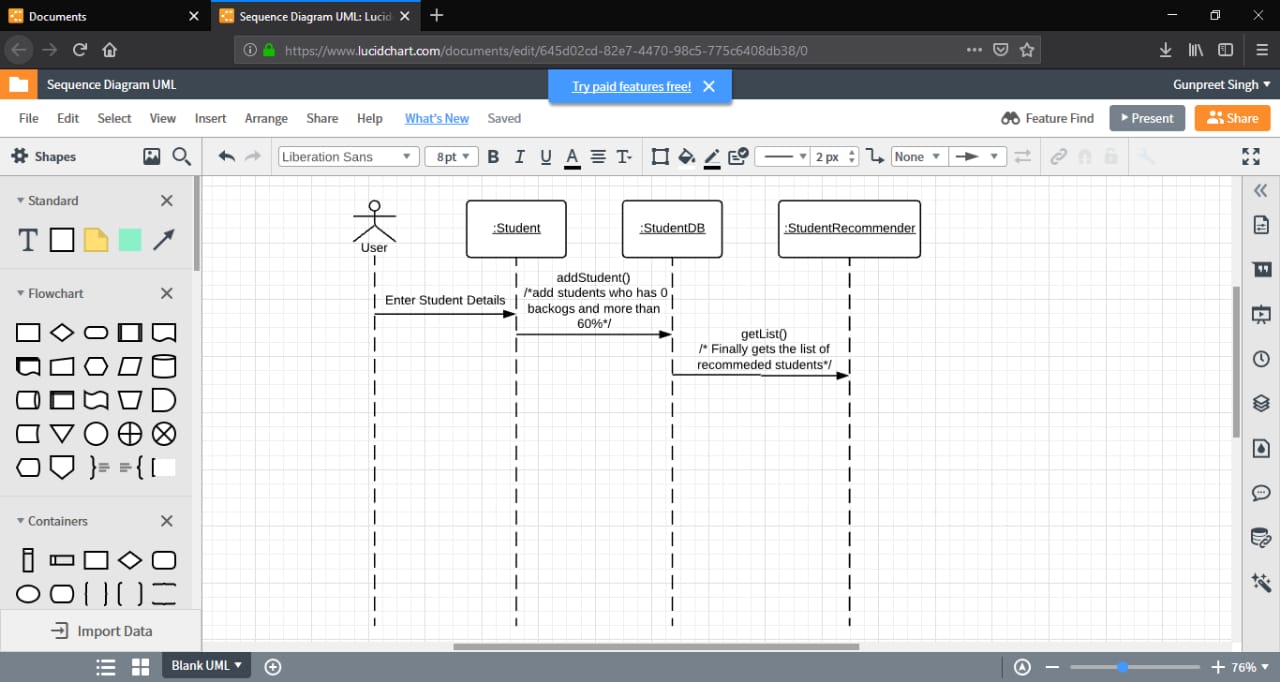 Documents
Sequence Diagram UML: Lucid
https://www.lucidchart.com/documents/edit/645d02cd-82e7-4470-98c5-775c6408db38/0
Sequence Diagram UML
Try paid features free!
Gunpreet Singh
File Edit Select View Insert Arrange Share Help What's New Saved
Feature Find
Present
Share
Shapes
Liberation Sans
8pt
B I U A T
2 px
None
Standard
T
Flowchart
Containers
Import Data
User
:Student
:StudentDB
:StudentRecommender
Enter Student Details
addStudent()
/*add students who has 0
backogs and more than
60%*/
getList()
/* Finally gets the list of
recommeded students*/
Blank UML
76%